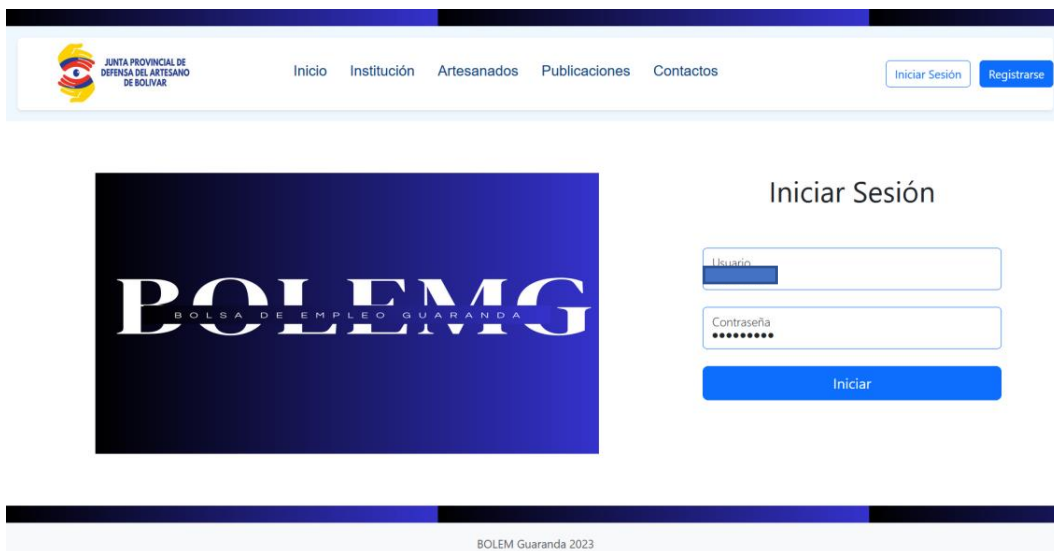 JUNTA PROVINCIAL DE
DEFENSA DEL ARTESANO
DE BOLIVAR
Inicio Institución Artesanados Publicaciones Contactos
Iniciar Sesión Registrarse
BOLEMG
BOLSA DE EMPLEO GUARANDA
Iniciar Sesión
Usuario
Contraseña
•••••••••
Iniciar
BOLEM Guaranda 2023